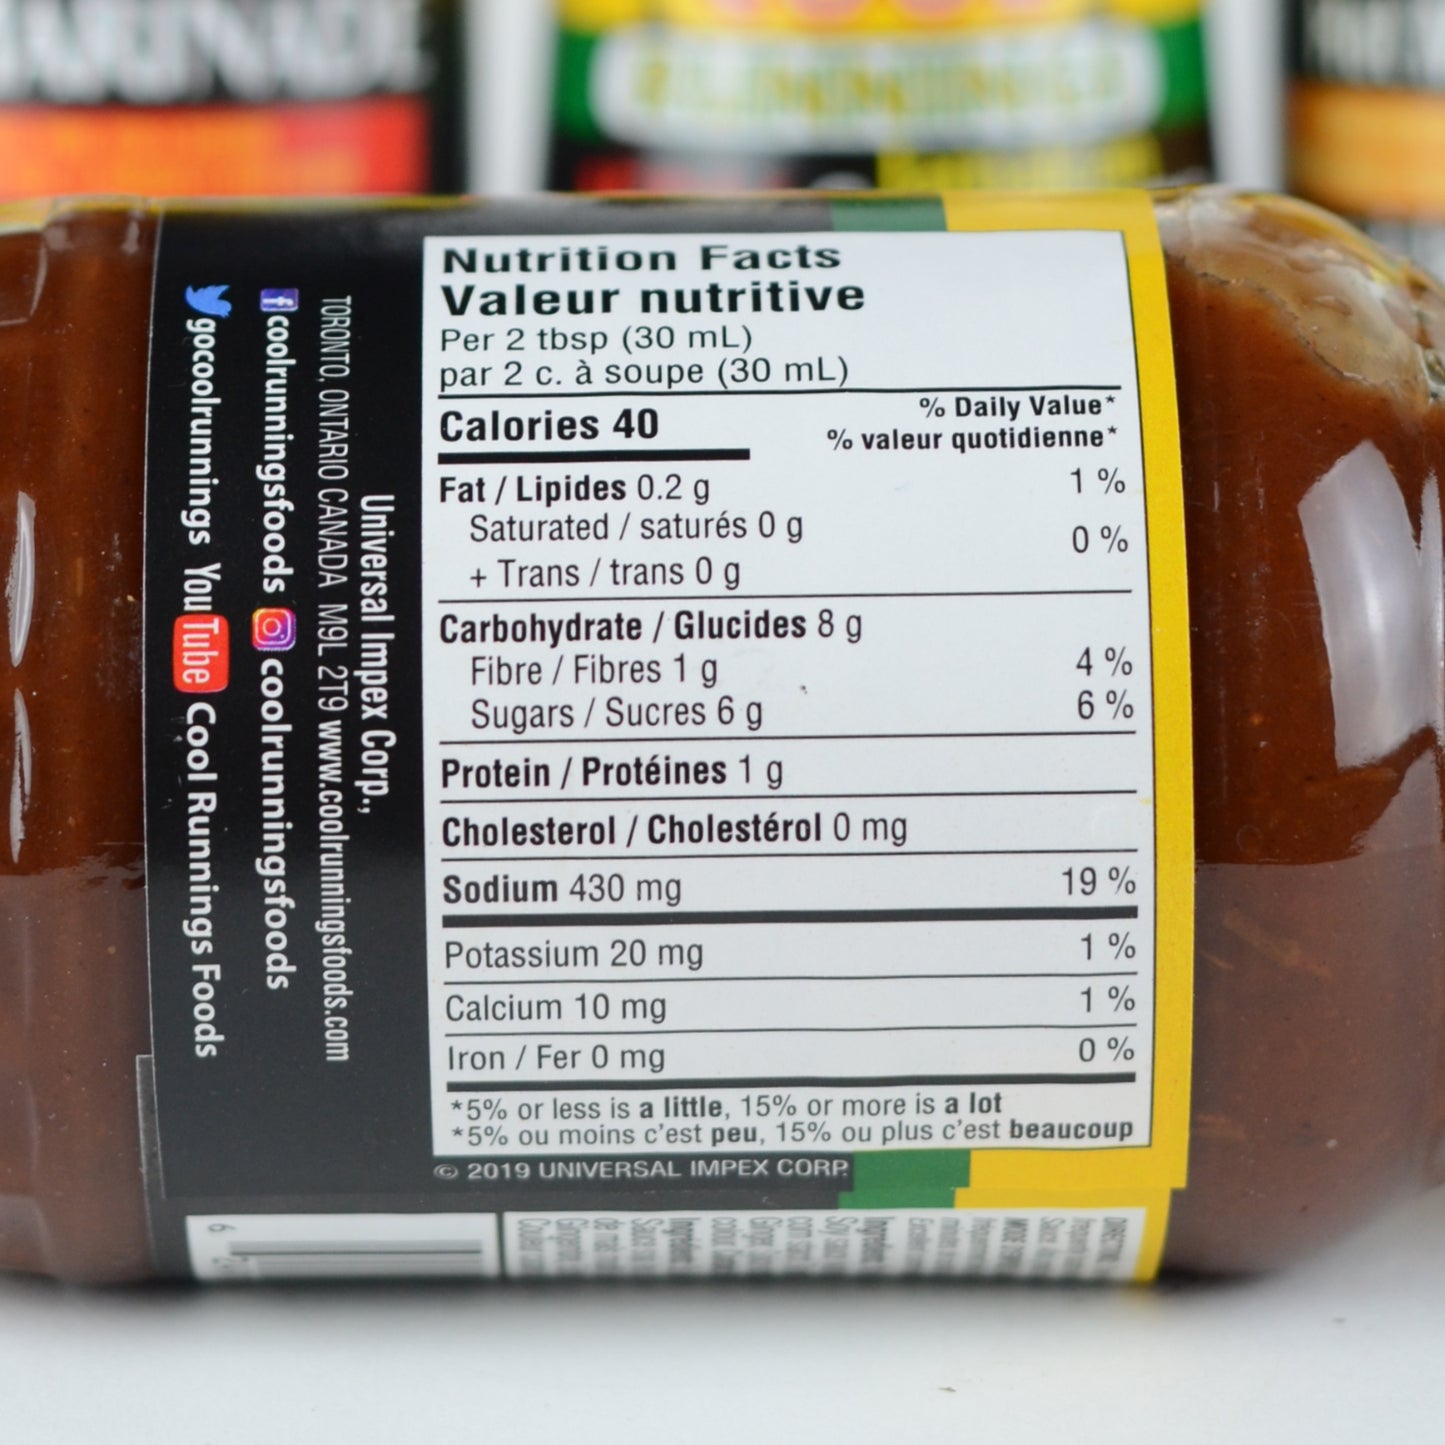 Nutrition Facts
Valeur nutritive
Per 2 tbsp (30 mL)
par 2 c. à soupe (30 mL)
Calories 40
% Daily Value*
% valeur quotidienne*
Fat / Lipides 0.2 g 1 %
Saturated / saturés 0 g
+ Trans / trans 0 g 0 %
Carbohydrate / Glucides 8 g
Fibre / Fibres 1 g 4 %
Sugars / Sucres 6 g 6 %
Protein / Protéines 1 g
Cholesterol / Cholestérol 0 mg
Sodium 430 mg 19 %
Potassium 20 mg 1 %
Calcium 10 mg 1 %
Iron / Fer 0 mg 0 %
*5% or less is a little, 15% or more is a lot
*5% ou moins c'est peu, 15% ou plus c'est beaucoup
© 2019 UNIVERSAL IMPEX CORP.
Universal Impex Corp.,
TORONTO, ONTARIO CANADA M9L 2T9 www.coolrunningsfoods.com
f coolrunningsfoods coolrunningsfoods
gocoolrunnings YouTube Cool Runnings Foods
6